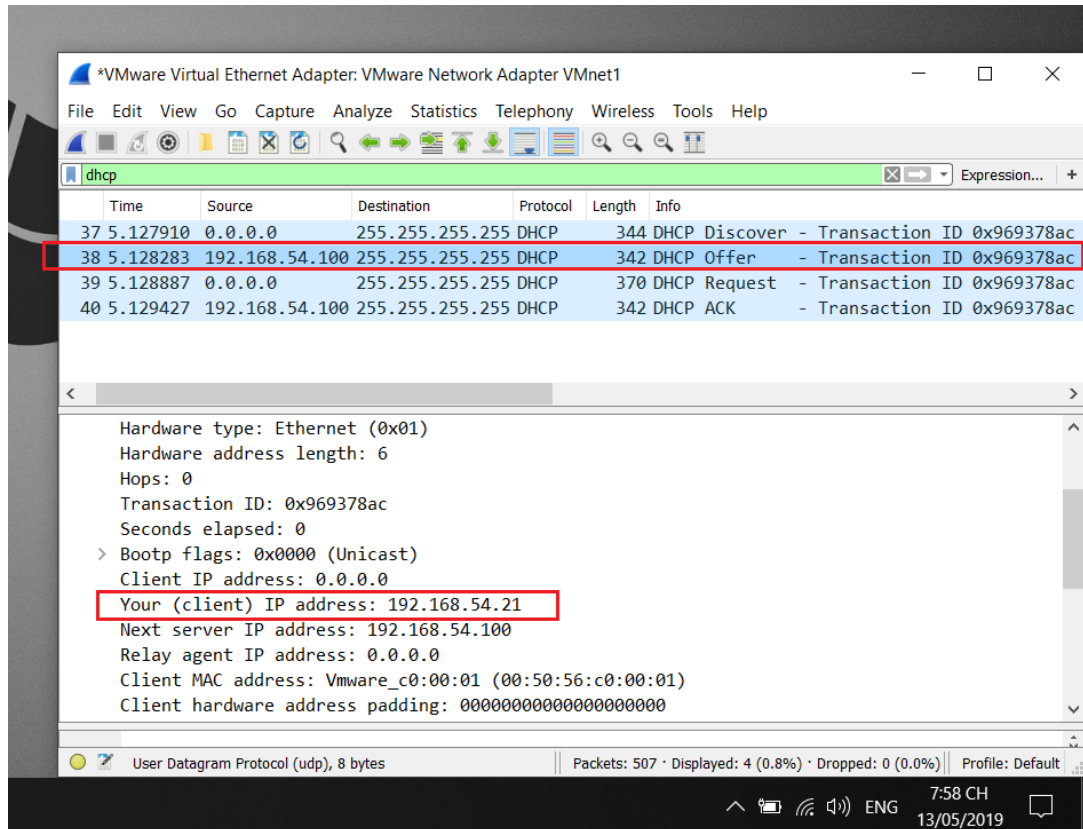 *VMware Virtual Ethernet Adapter: VMware Network Adapter VMnet1
File Edit View Go Capture Analyze Statistics Telephony Wireless Tools Help
dhcp Expression... +
Time Source Destination Protocol Length Info
37 5.127910 0.0.0.0 255.255.255.255 DHCP 344 DHCP Discover - Transaction ID 0x969378ac
38 5.128283 192.168.54.100 255.255.255.255 DHCP 342 DHCP Offer - Transaction ID 0x969378ac
39 5.128887 0.0.0.0 255.255.255.255 DHCP 370 DHCP Request - Transaction ID 0x969378ac
40 5.129427 192.168.54.100 255.255.255.255 DHCP 342 DHCP ACK - Transaction ID 0x969378ac
Hardware type: Ethernet (0x01)
Hardware address length: 6
Hops: 0
Transaction ID: 0x969378ac
Seconds elapsed: 0
> Bootp flags: 0x0000 (Unicast)
Client IP address: 0.0.0.0
Your (client) IP address: 192.168.54.21
Next server IP address: 192.168.54.100
Relay agent IP address: 0.0.0.0
Client MAC address: Vmware_c0:00:01 (00:50:56:c0:00:01)
Client hardware address padding: 00000000000000000000
User Datagram Protocol (udp), 8 bytes Packets: 507 · Displayed: 4 (0.8%) · Dropped: 0 (0.0%) Profile: Default
ENG 7:58 CH
13/05/2019